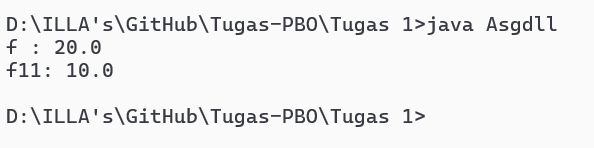 D:\ILLA's\GitHub\Tugas-PBO\Tugas 1>java Asgdll
f : 20.0
f11: 10.0
D:\ILLA's\GitHub\Tugas-PBO\Tugas 1>